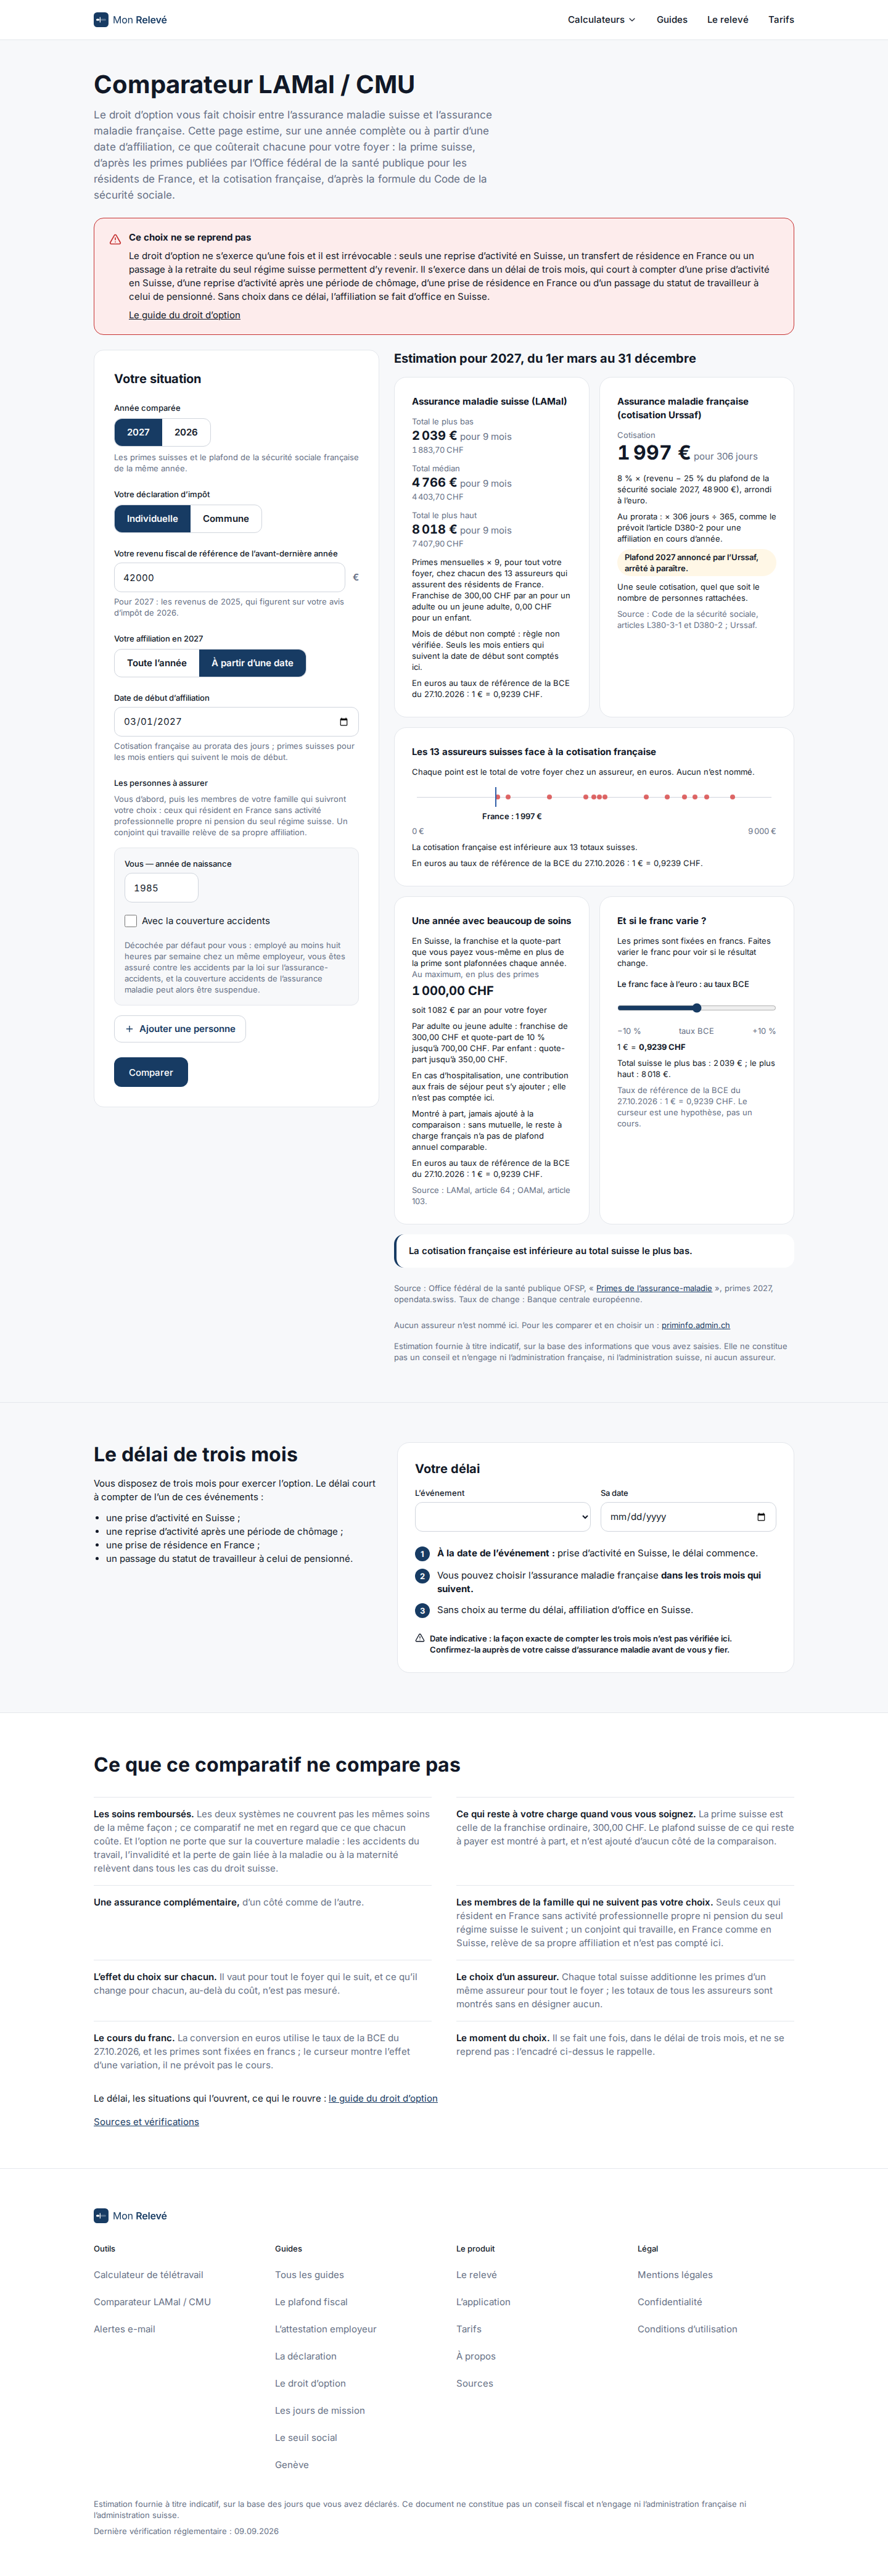 Mon Relevé
Calculateurs
Guides
Le relevé
Tarifs
Comparateur LAMal / CMU
Le droit d’option vous fait choisir entre l’assurance maladie suisse et l’assurance
maladie française. Cette page estime, sur une année complète ou à partir d’une
date d’affiliation, ce que coûterait chacune pour votre foyer : la prime suisse,
d’après les primes publiées par l’Office fédéral de la santé publique pour les
résidents de France, et la cotisation française, d’après la formule du Code de la
sécurité sociale.
Ce choix ne se reprend pas
Le droit d’option ne s’exerce qu’une fois et il est irrévocable : seuls une reprise d’activité en Suisse, un transfert de résidence en France ou un
passage à la retraite du seul régime suisse permettent d’y revenir. Il s’exerce dans un délai de trois mois, qui court à compter d’une prise d’activité
en Suisse, d’une reprise d’activité après une période de chômage, d’une prise de résidence en France ou d’un passage du statut de travailleur à
celui de pensionné. Sans choix dans ce délai, l’affiliation se fait d’office en Suisse.
Le guide du droit d’option
Votre situation
Année comparée
2027
2026
Les primes suisses et le plafond de la sécurité sociale française
de la même année.
Votre déclaration d’impôt
Individuelle
Commune
Votre revenu fiscal de référence de l’avant-dernière année
42000
€
Pour 2027 : les revenus de 2025, qui figurent sur votre avis
d’impôt de 2026.
Votre affiliation en 2027
Toute l’année
À partir d’une date
Date de début d’affiliation
03/01/2027
Cotisation française au prorata des jours ; primes suisses pour
les mois entiers qui suivent le mois de début.
Les personnes à assurer
Vous d’abord, puis les membres de votre famille qui suivront
votre choix : ceux qui résident en France sans activité
professionnelle propre ni pension du seul régime suisse. Un
conjoint qui travaille relève de sa propre affiliation.
Vous — année de naissance
1985
Avec la couverture accidents
Décochée par défaut pour vous : employé au moins huit
heures par semaine chez un même employeur, vous êtes
assuré contre les accidents par la loi sur l’assurance-
accidents, et la couverture accidents de l’assurance
maladie peut alors être suspendue.
Ajouter une personne
Comparer
Estimation pour 2027, du 1er mars au 31 décembre
Assurance maladie suisse (LAMal)
Total le plus bas
2 039 € pour 9 mois
1 883,70 CHF
Total médian
4 766 € pour 9 mois
4 403,70 CHF
Total le plus haut
8 018 € pour 9 mois
7 407,90 CHF
Primes mensuelles × 9, pour tout votre
foyer, chez chacun des 13 assureurs qui
assurent des résidents de France.
Franchise de 300,00 CHF par an pour un
adulte ou un jeune adulte, 0,00 CHF
pour un enfant.
Mois de début non compté : règle non
vérifiée. Seuls les mois entiers qui
suivent la date de début sont comptés
ici.
En euros au taux de référence de la BCE
du 27.10.2026 : 1 € = 0,9239 CHF.
Assurance maladie française
(cotisation Urssaf)
Cotisation
1 997 € pour 306 jours
8 % × (revenu − 25 % du plafond de la
sécurité sociale 2027, 48 900 €), arrondi
à l’euro.
Au prorata : × 306 jours ÷ 365, comme le
prévoit l’article D380-2 pour une
affiliation en cours d’année.
Plafond 2027 annoncé par l’Urssaf,
arrêté à paraître.
Une seule cotisation, quel que soit le
nombre de personnes rattachées.
Source : Code de la sécurité sociale,
articles L380-3-1 et D380-2 ; Urssaf.
Les 13 assureurs suisses face à la cotisation française
Chaque point est le total de votre foyer chez un assureur, en euros. Aucun n’est nommé.
France : 1 997 €
0 €
9 000 €
La cotisation française est inférieure aux 13 totaux suisses.
En euros au taux de référence de la BCE du 27.10.2026 : 1 € = 0,9239 CHF.
Une année avec beaucoup de soins
En Suisse, la franchise et la quote-part
que vous payez vous-même en plus de
la prime sont plafonnées chaque année.
Au maximum, en plus des primes
1 000,00 CHF
soit 1 082 € par an pour votre foyer
Par adulte ou jeune adulte : franchise de
300,00 CHF et quote-part de 10 %
jusqu’à 700,00 CHF. Par enfant : quote-
part jusqu’à 350,00 CHF.
En cas d’hospitalisation, une contribution
aux frais de séjour peut s’y ajouter ; elle
n’est pas comptée ici.
Montré à part, jamais ajouté à la
comparaison : sans mutuelle, le reste à
charge français n’a pas de plafond
annuel comparable.
En euros au taux de référence de la BCE
du 27.10.2026 : 1 € = 0,9239 CHF.
Source : LAMal, article 64 ; OAMal, article
103.
Et si le franc varie ?
Les primes sont fixées en francs. Faites
varier le franc pour voir si le résultat
change.
Le franc face à l’euro : au taux BCE
−10 %
taux BCE
+10 %
1 € = 0,9239 CHF
Total suisse le plus bas : 2 039 € ; le plus
haut : 8 018 €.
Taux de référence de la BCE du
27.10.2026 : 1 € = 0,9239 CHF. Le
curseur est une hypothèse, pas un
cours.
La cotisation française est inférieure au total suisse le plus bas.
Source : Office fédéral de la santé publique OFSP, « Primes de l’assurance-maladie », primes 2027,
opendata.swiss. Taux de change : Banque centrale européenne.
Aucun assureur n’est nommé ici. Pour les comparer et en choisir un : priminfo.admin.ch
Estimation fournie à titre indicatif, sur la base des informations que vous avez saisies. Elle ne constitue
pas un conseil et n’engage ni l’administration française, ni l’administration suisse, ni aucun assureur.
Le délai de trois mois
Vous disposez de trois mois pour exercer l’option. Le délai court
à compter de l’un de ces événements :
• une prise d’activité en Suisse ;
• une reprise d’activité après une période de chômage ;
• une prise de résidence en France ;
• un passage du statut de travailleur à celui de pensionné.
Votre délai
L’événement
Sa date
mm/dd/yyyy
1 À la date de l’événement : prise d’activité en Suisse, le délai commence.
2 Vous pouvez choisir l’assurance maladie française dans les trois mois qui
suivent.
3 Sans choix au terme du délai, affiliation d’office en Suisse.
Date indicative : la façon exacte de compter les trois mois n’est pas vérifiée ici.
Confirmez-la auprès de votre caisse d’assurance maladie avant de vous y fier.
Ce que ce comparatif ne compare pas
Les soins remboursés. Les deux systèmes ne couvrent pas les mêmes soins
de la même façon ; ce comparatif ne met en regard que ce que chacun
coûte. Et l’option ne porte que sur la couverture maladie : les accidents du
travail, l’invalidité et la perte de gain liée à la maladie ou à la maternité
relèvent dans tous les cas du droit suisse.
Ce qui reste à votre charge quand vous vous soignez. La prime suisse est
celle de la franchise ordinaire, 300,00 CHF. Le plafond suisse de ce qui reste
à payer est montré à part, et n’est ajouté d’aucun côté de la comparaison.
Une assurance complémentaire, d’un côté comme de l’autre.
Les membres de la famille qui ne suivent pas votre choix. Seuls ceux qui
résident en France sans activité professionnelle propre ni pension du seul
régime suisse le suivent ; un conjoint qui travaille, en France comme en
Suisse, relève de sa propre affiliation et n’est pas compté ici.
L’effet du choix sur chacun. Il vaut pour tout le foyer qui le suit, et ce qu’il
change pour chacun, au-delà du coût, n’est pas mesuré.
Le choix d’un assureur. Chaque total suisse additionne les primes d’un
même assureur pour tout le foyer ; les totaux de tous les assureurs sont
montrés sans en désigner aucun.
Le cours du franc. La conversion en euros utilise le taux de la BCE du
27.10.2026, et les primes sont fixées en francs ; le curseur montre l’effet
d’une variation, il ne prévoit pas le cours.
Le moment du choix. Il se fait une fois, dans le délai de trois mois, et ne se
reprend pas : l’encadré ci-dessus le rappelle.
Le délai, les situations qui l’ouvrent, ce qui le rouvre : le guide du droit d’option
Sources et vérifications
Mon Relevé
Outils
Calculateur de télétravail
Comparateur LAMal / CMU
Alertes e-mail
Guides
Tous les guides
Le plafond fiscal
L’attestation employeur
La déclaration
Le droit d’option
Les jours de mission
Le seuil social
Genève
Le produit
Le relevé
L’application
Tarifs
À propos
Sources
Légal
Mentions légales
Confidentialité
Conditions d’utilisation
Estimation fournie à titre indicatif, sur la base des jours que vous avez déclarés. Ce document ne constitue pas un conseil fiscal et n’engage ni l’administration française ni
l’administration suisse.
Dernière vérification réglementaire : 09.09.2026